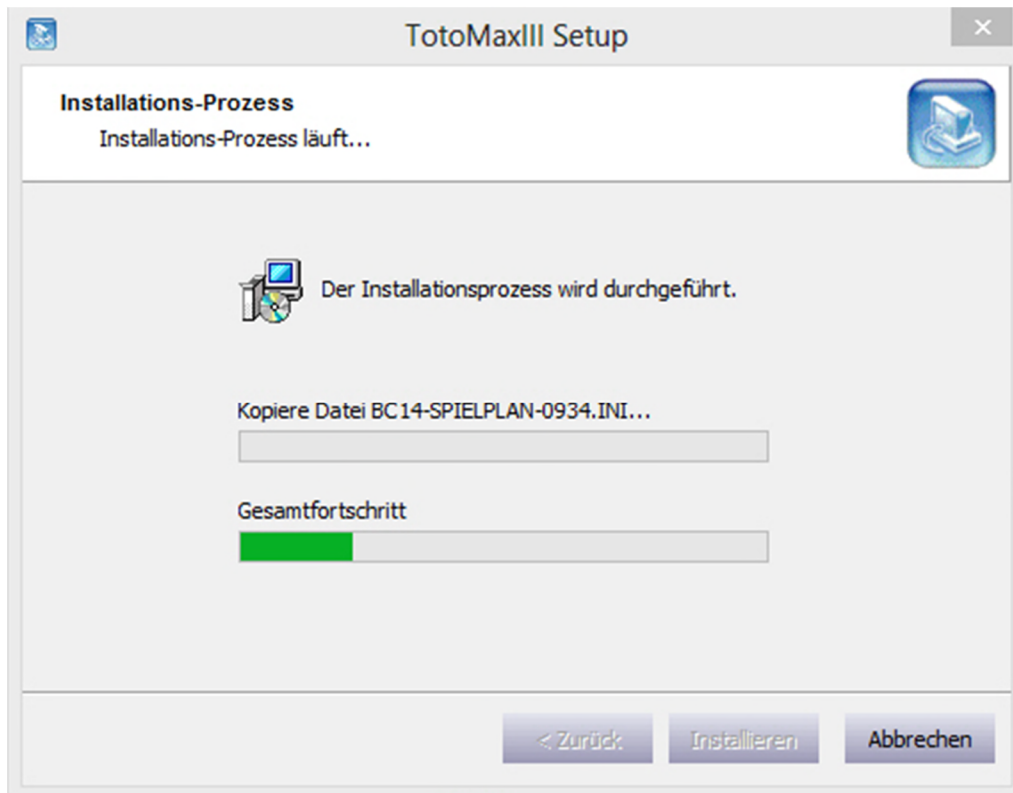 TotoMaxIII Setup
Installations-Prozess
Installations-Prozess läuft...
Der Installationsprozess wird durchgeführt.
Kopiere Datei BC14-SPIELPLAN-0934.INI...
Gesamtfortschritt
< Zurück
Installieren
Abbrechen